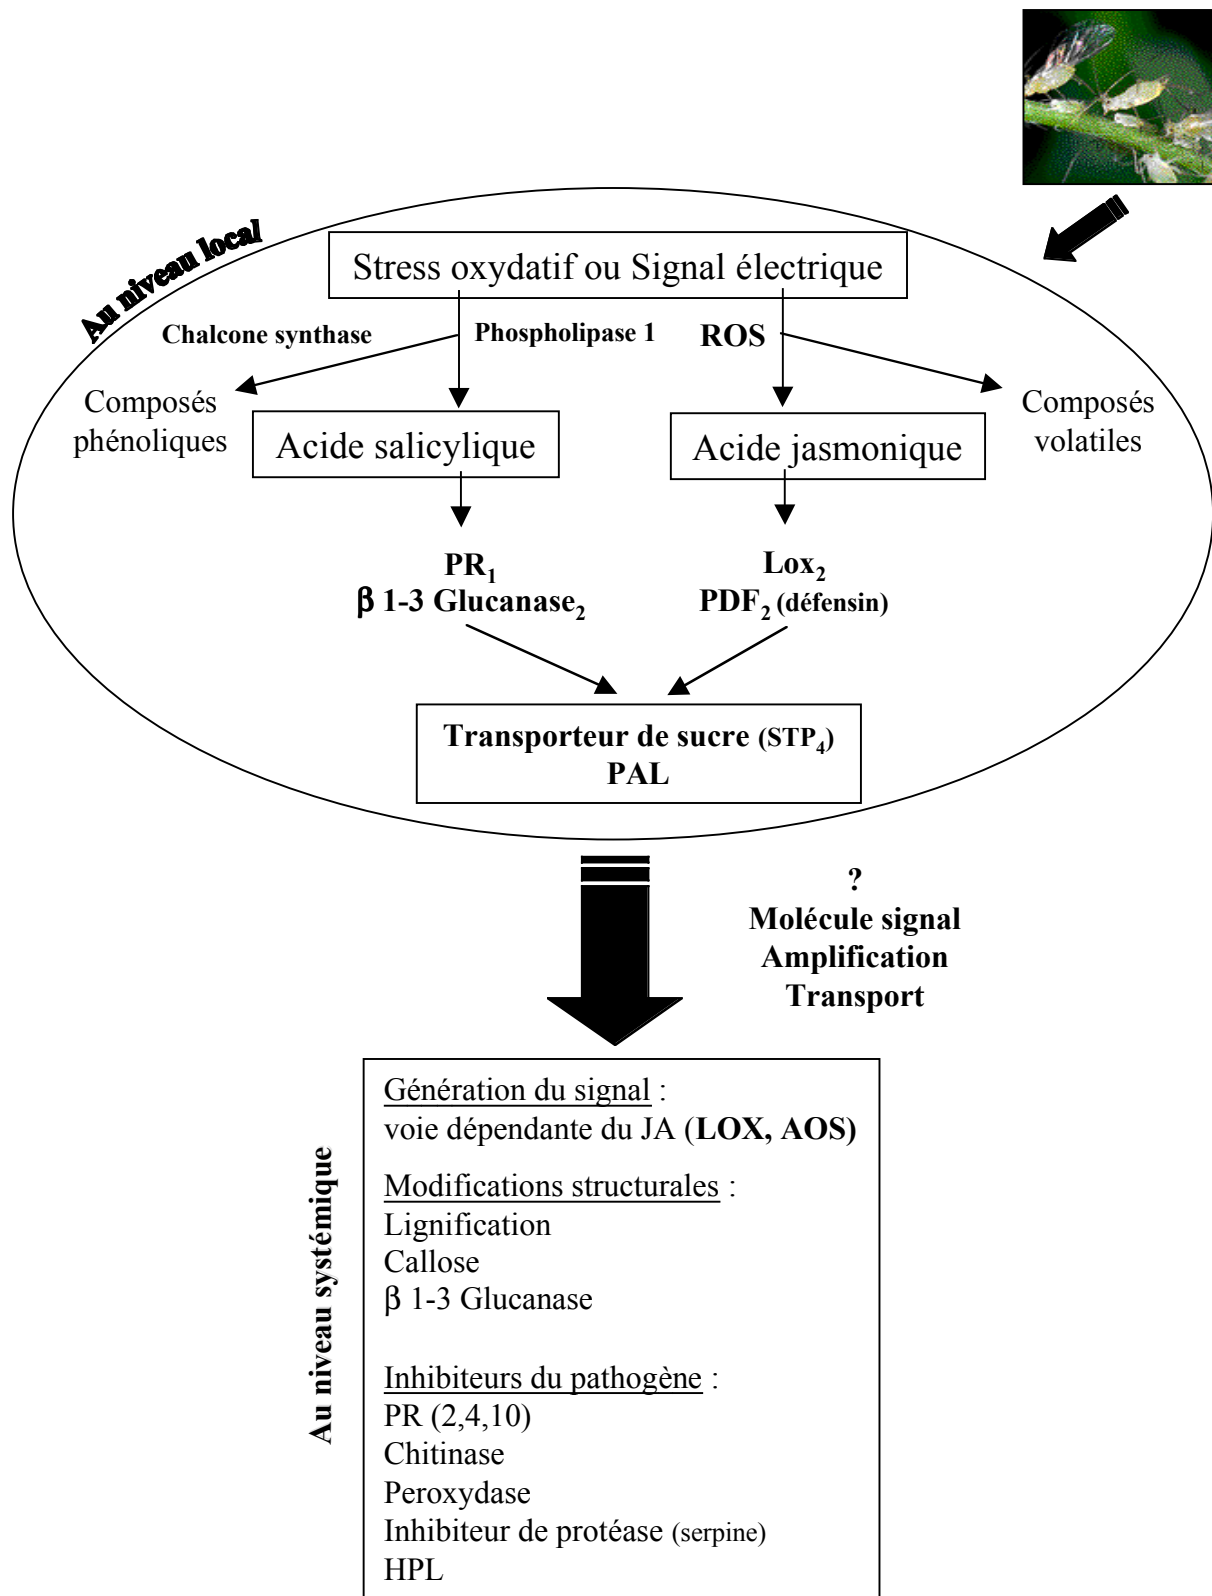 Au niveau local
Stress oxydatif ou Signal électrique
Chalcone synthase
Phospholipase 1
ROS
Composés
phénoliques
Composés
volatiles
Acide salicylique
Acide jasmonique
PR1
β 1-3 Glucanase2
Lox2
PDF2 (défensin)
Transporteur de sucre (STP4)
PAL
?
Molécule signal
Amplification
Transport
Au niveau systémique
Génération du signal :
voie dépendante du JA (LOX, AOS)
Modifications structurales :
Lignification
Callose
β 1-3 Glucanase
Inhibiteurs du pathogène :
PR (2,4,10)
Chitinase
Peroxydase
Inhibiteur de protéase (serpine)
HPL